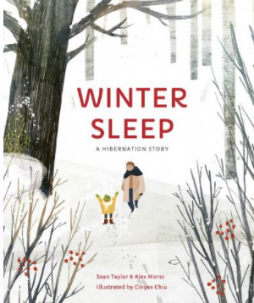 WINTER
SLEEP
A HIBERNATION STORY
Sean Taylor & Alex Morss
Illustrated by Cinyee Chiu